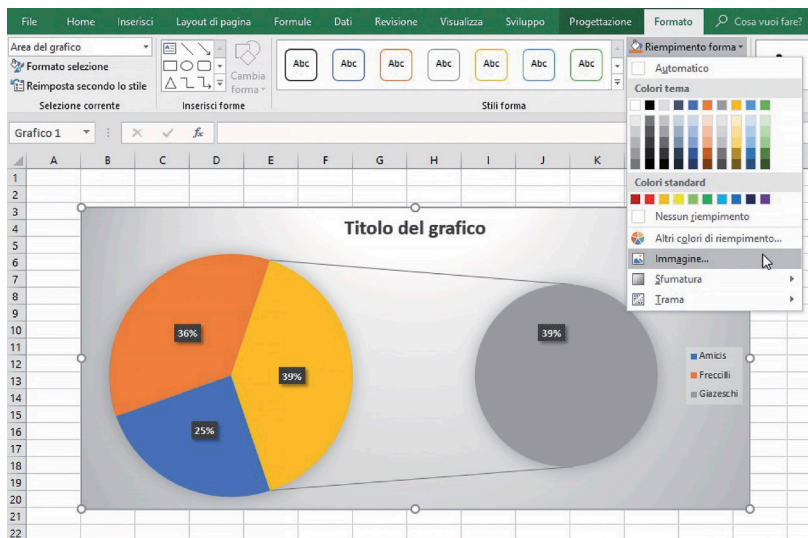 File Home Inserisci Layout di pagina Formule Dati Revisione Visualizza Sviluppo Progettazione Formato Cosa vuoi fare?
Area del grafico
Formato selezione
Reimposta secondo lo stile
Selezione corrente
Cambia
forma
Inserisci forme
Abc Abc Abc Abc Abc Abc Abc
Stili forma
Riempimento forma
Automatico
Colori tema
Colori standard
Nessun riempimento
Altri colori di riempimento...
Immagine...
Sfumatura
Trama
Grafico 1 fx
A B C D E F G H I J K
1
2
3
4
5
6
7
8
9
10
11
12
13
14
15
16
17
18
19
20
21
22
Titolo del grafico
36%
39%
25%
39%
Amicis
Freccilli
Giazeschi